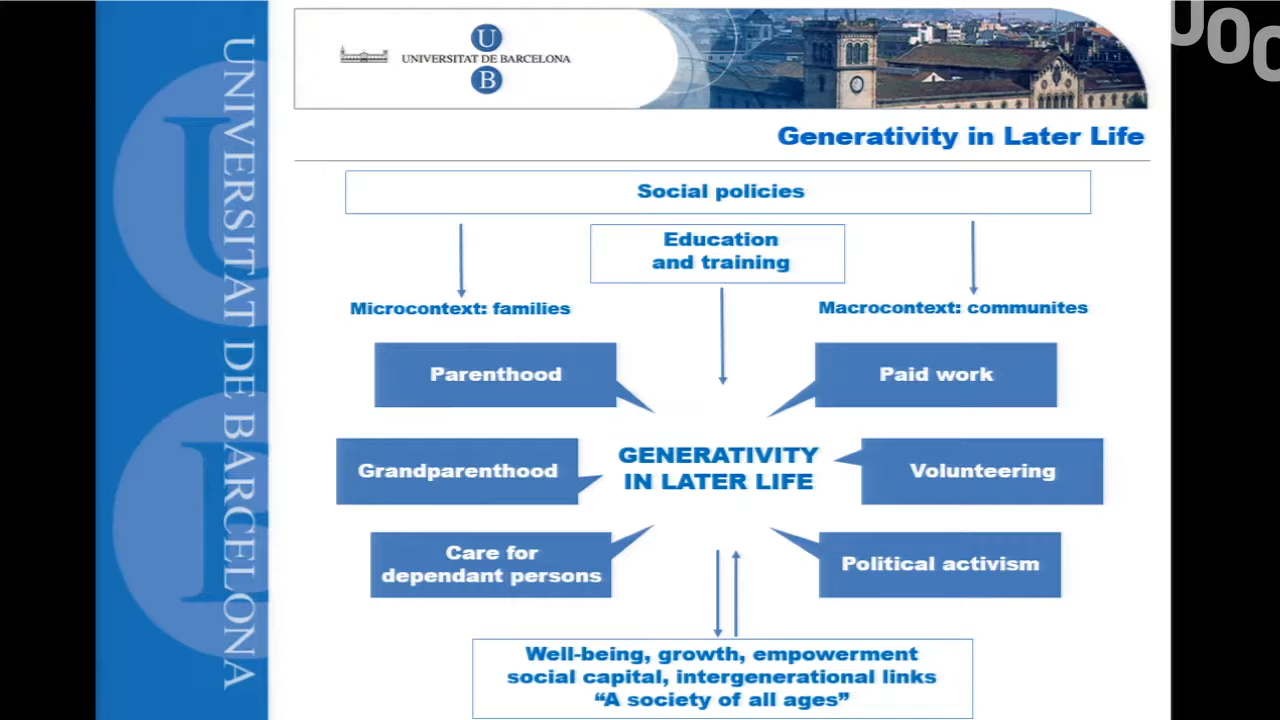 UOC
U
UNIVERSITAT DE BARCELONA
B
UNIVERSITAT DE BARCELONA
U
B
Generativity in Later Life
Social policies
Education
and training
Microcontext: families
Macrocontext: communites
Parenthood
Paid work
GENERATIVITY
IN LATER LIFE
Grandparenthood
Volunteering
Care for
dependant persons
Political activism
Well-being, growth, empowerment
social capital, intergenerational links
“A society of all ages”